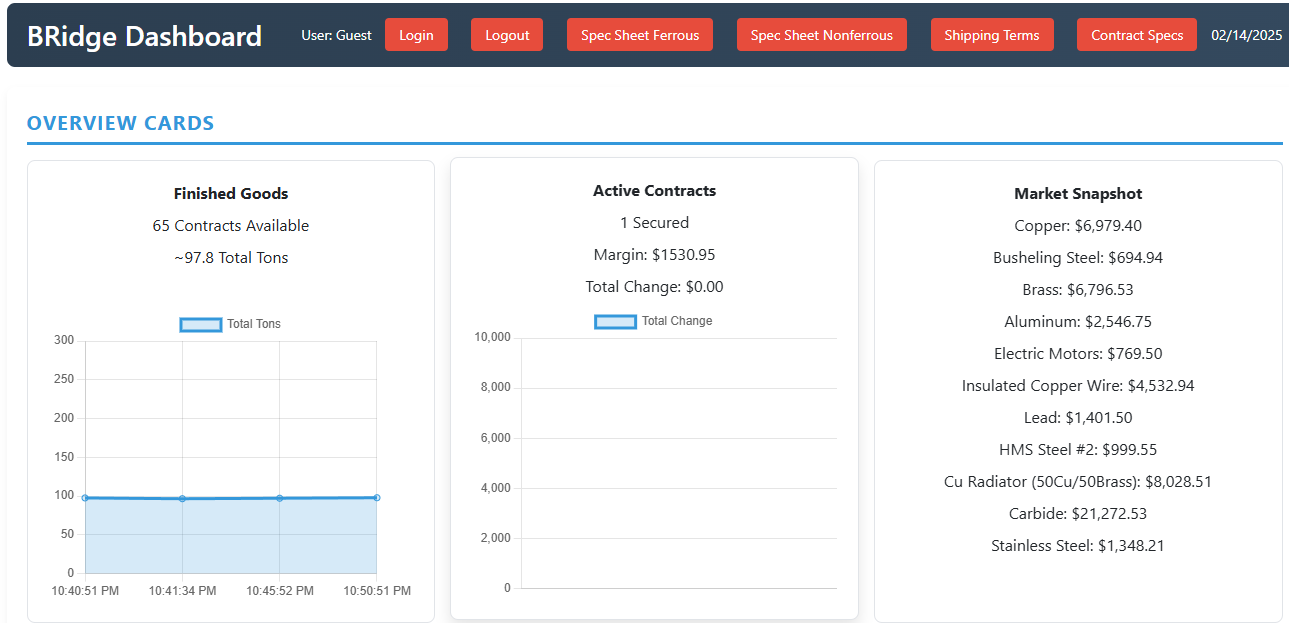 BRidge Dashboard User: Guest Login Logout Spec Sheet Ferrous Spec Sheet Nonferrous Shipping Terms Contract Specs 02/14/2025
OVERVIEW CARDS
Finished Goods
65 Contracts Available
~97.8 Total Tons
Total Tons
300
250
200
150
100
50
0
10:40:51 PM 10:41:34 PM 10:45:52 PM 10:50:51 PM
Active Contracts
1 Secured
Margin: $1530.95
Total Change: $0.00
Total Change
10,000
8,000
6,000
4,000
2,000
0
Market Snapshot
Copper: $6,979.40
Busheling Steel: $694.94
Brass: $6,796.53
Aluminum: $2,546.75
Electric Motors: $769.50
Insulated Copper Wire: $4,532.94
Lead: $1,401.50
HMS Steel #2: $999.55
Cu Radiator (50Cu/50Brass): $8,028.51
Carbide: $21,272.53
Stainless Steel: $1,348.21